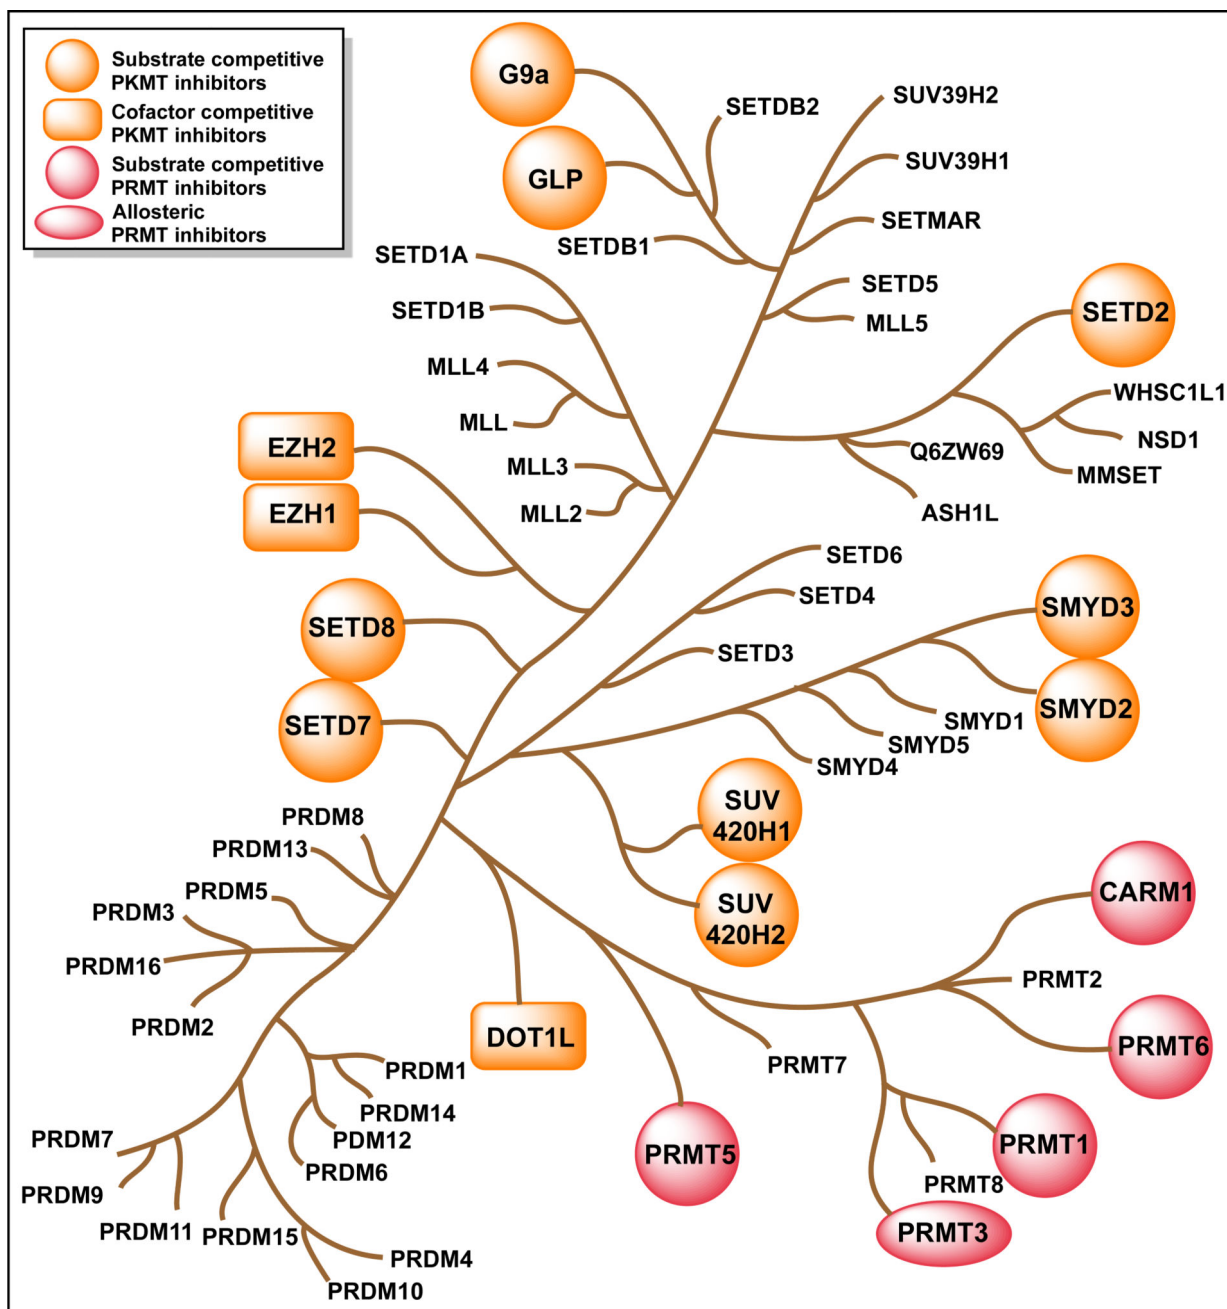 Substrate competitive
PKMT inhibitors
Cofactor competitive
PKMT inhibitors
Substrate competitive
PRMT inhibitors
Allosteric
PRMT inhibitors
G9a
SETDB2
SUV39H2
SUV39H1
GLP
SETMAR
SETDB1
SETD1A
SETD5
SETD1B
MLL5
SETD2
MLL4
WHSC1L1
MLL
NSD1
EZH2
Q6ZW69
MLL3
MMSET
EZH1
MLL2
ASH1L
SETD6
SETD4
SMYD3
SETD8
SETD3
SMYD2
SETD7
SMYD1
SMYD5
SMYD4
SUV
420H1
PRDM8
PRDM13
PRDM5
CARM1
SUV
420H2
PRDM3
PRDM16
PRMT2
PRDM2
DOT1L
PRMT6
PRMT7
PRDM1
PRDM14
PRDM7
PDM12
PRMT1
PRMT5
PRDM6
PRMT8
PRDM9
PRDM11
PRDM15
PRMT3
PRDM4
PRDM10